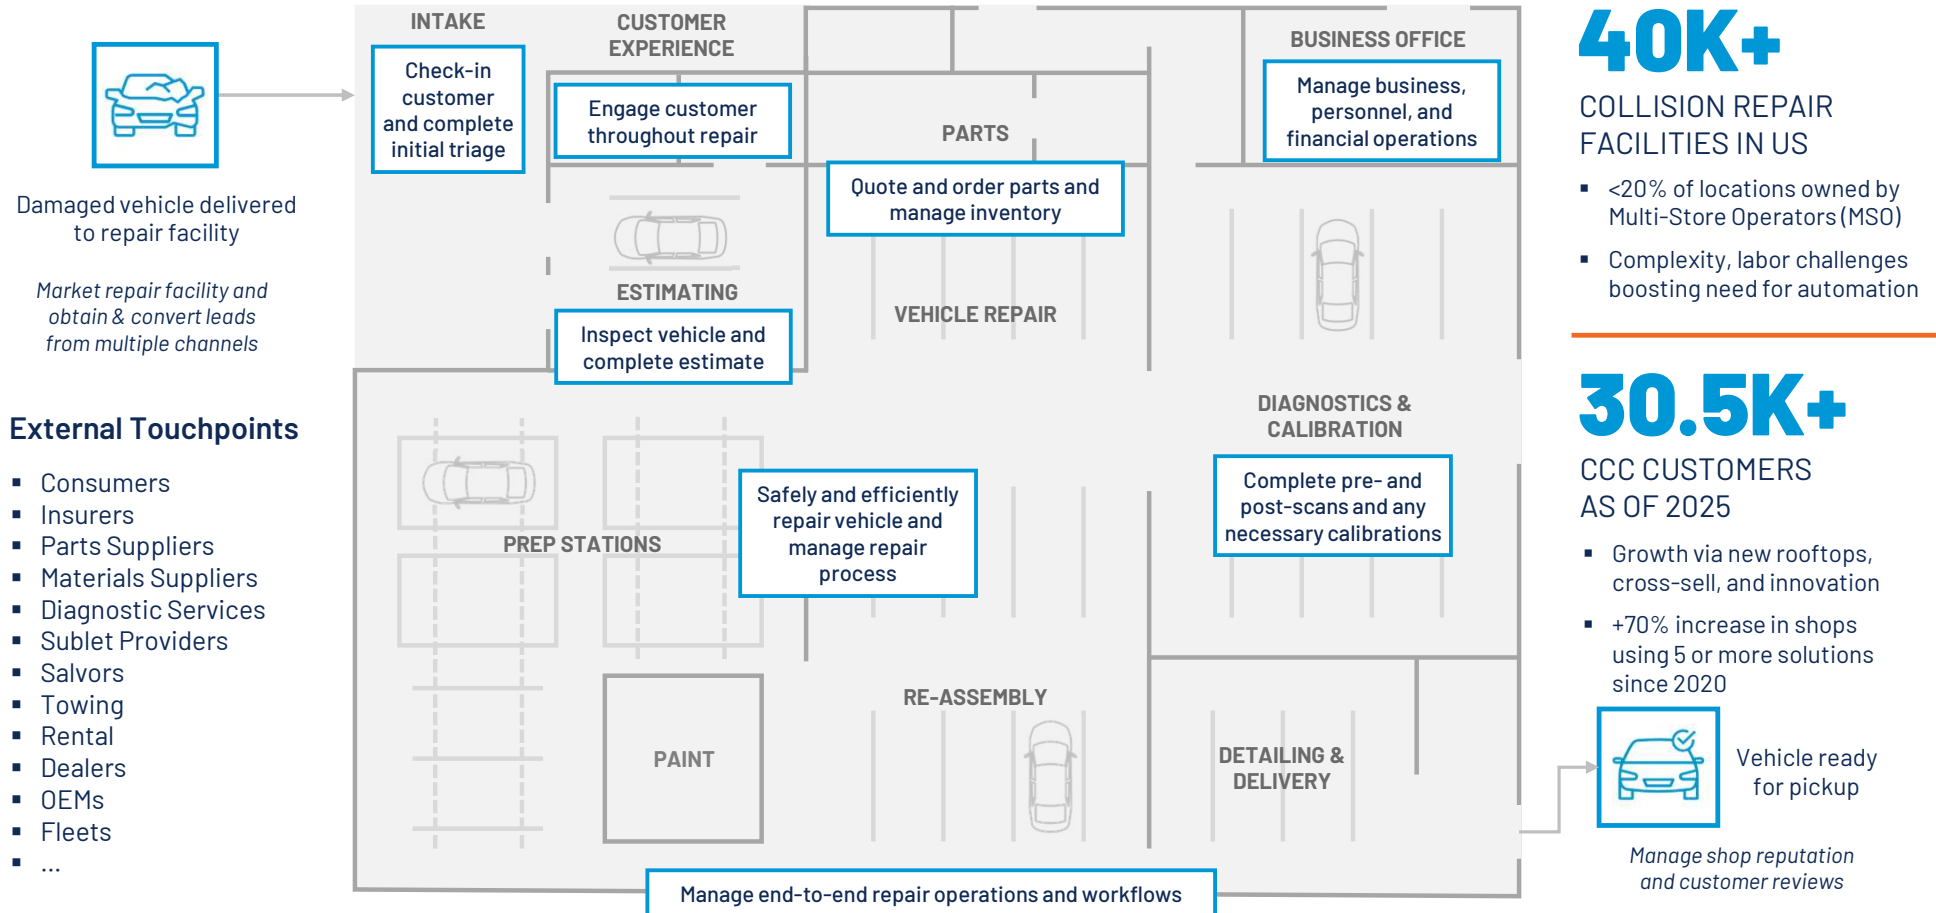 Damaged vehicle delivered
to repair facility
Market repair facility and
obtain & convert leads
from multiple channels
External Touchpoints
▪ Consumers
▪ Insurers
▪ Parts Suppliers
▪ Materials Suppliers
▪ Diagnostic Services
▪ Sublet Providers
▪ Salvors
▪ Towing
▪ Rental
▪ Dealers
▪ OEMs
▪ Fleets
▪ ...
INTAKE
Check-in
customer
and complete
initial triage
CUSTOMER
EXPERIENCE
Engage customer
throughout repair
PARTS
Quote and order parts and
manage inventory
BUSINESS OFFICE
Manage business,
personnel, and
financial operations
ESTIMATING
Inspect vehicle and
complete estimate
VEHICLE REPAIR
DIAGNOSTICS &
CALIBRATION
Complete pre- and
post-scans and any
necessary calibrations
PREP STATIONS
Safely and efficiently
repair vehicle and
manage repair
process
RE-ASSEMBLY
PAINT
DETAILING &
DELIVERY
Manage end-to-end repair operations and workflows
40K+
COLLISION REPAIR
FACILITIES IN US
▪ <20% of locations owned by
Multi-Store Operators (MSO)
▪ Complexity, labor challenges
boosting need for automation
30.5K+
CCC CUSTOMERS
AS OF 2025
▪ Growth via new rooftops,
cross-sell, and innovation
▪ +70% increase in shops
using 5 or more solutions
since 2020
Vehicle ready
for pickup
Manage shop reputation
and customer reviews